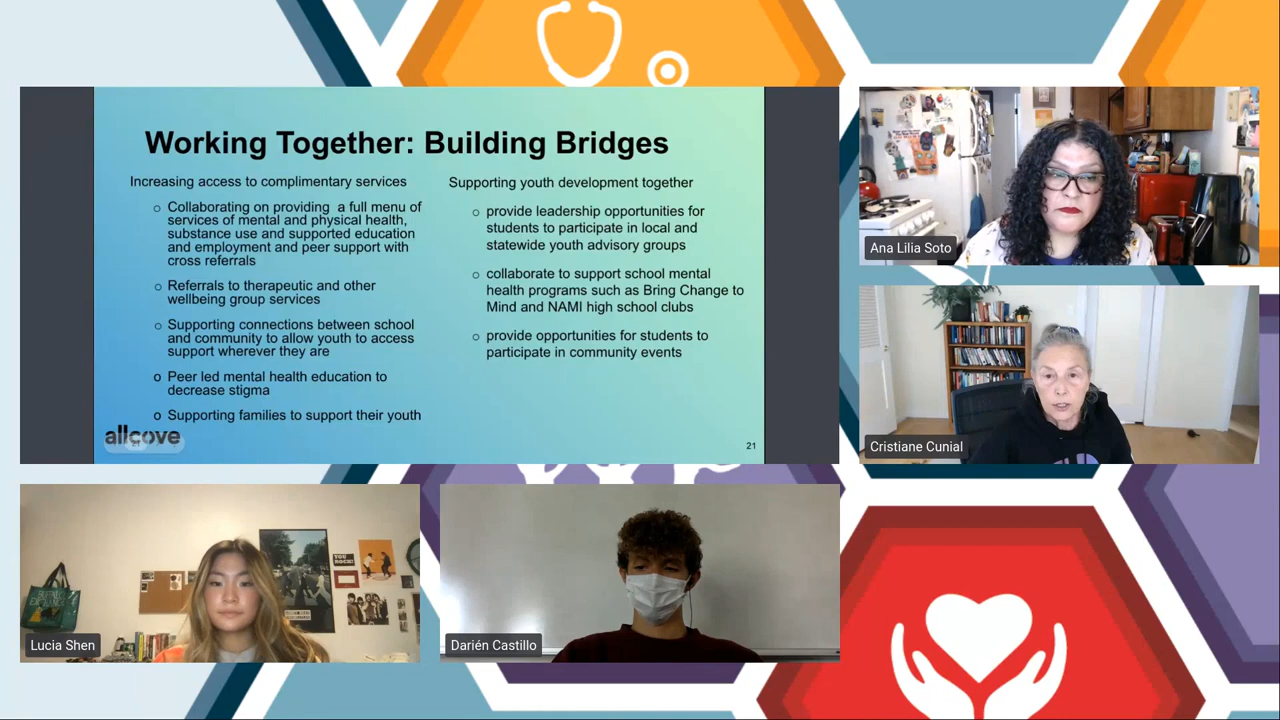 Working Together: Building Bridges
Increasing access to complimentary services
o Collaborating on providing a full menu of
services of mental and physical health,
substance use and supported education
and employment and peer support with
cross referrals
o Referrals to therapeutic and other
wellbeing group services
o Supporting connections between school
and community to allow youth to access
support wherever they are
o Peer led mental health education to
decrease stigma
o Supporting families to support their youth
Supporting youth development together
o provide leadership opportunities for
students to participate in local and
statewide youth advisory groups
o collaborate to support school mental
health programs such as Bring Change to
Mind and NAMI high school clubs
o provide opportunities for students to
participate in community events
allcove
21
Ana Lilia Soto
Cristiane Cunial
Lucia Shen
YOU
ROCK!
Darién Castillo